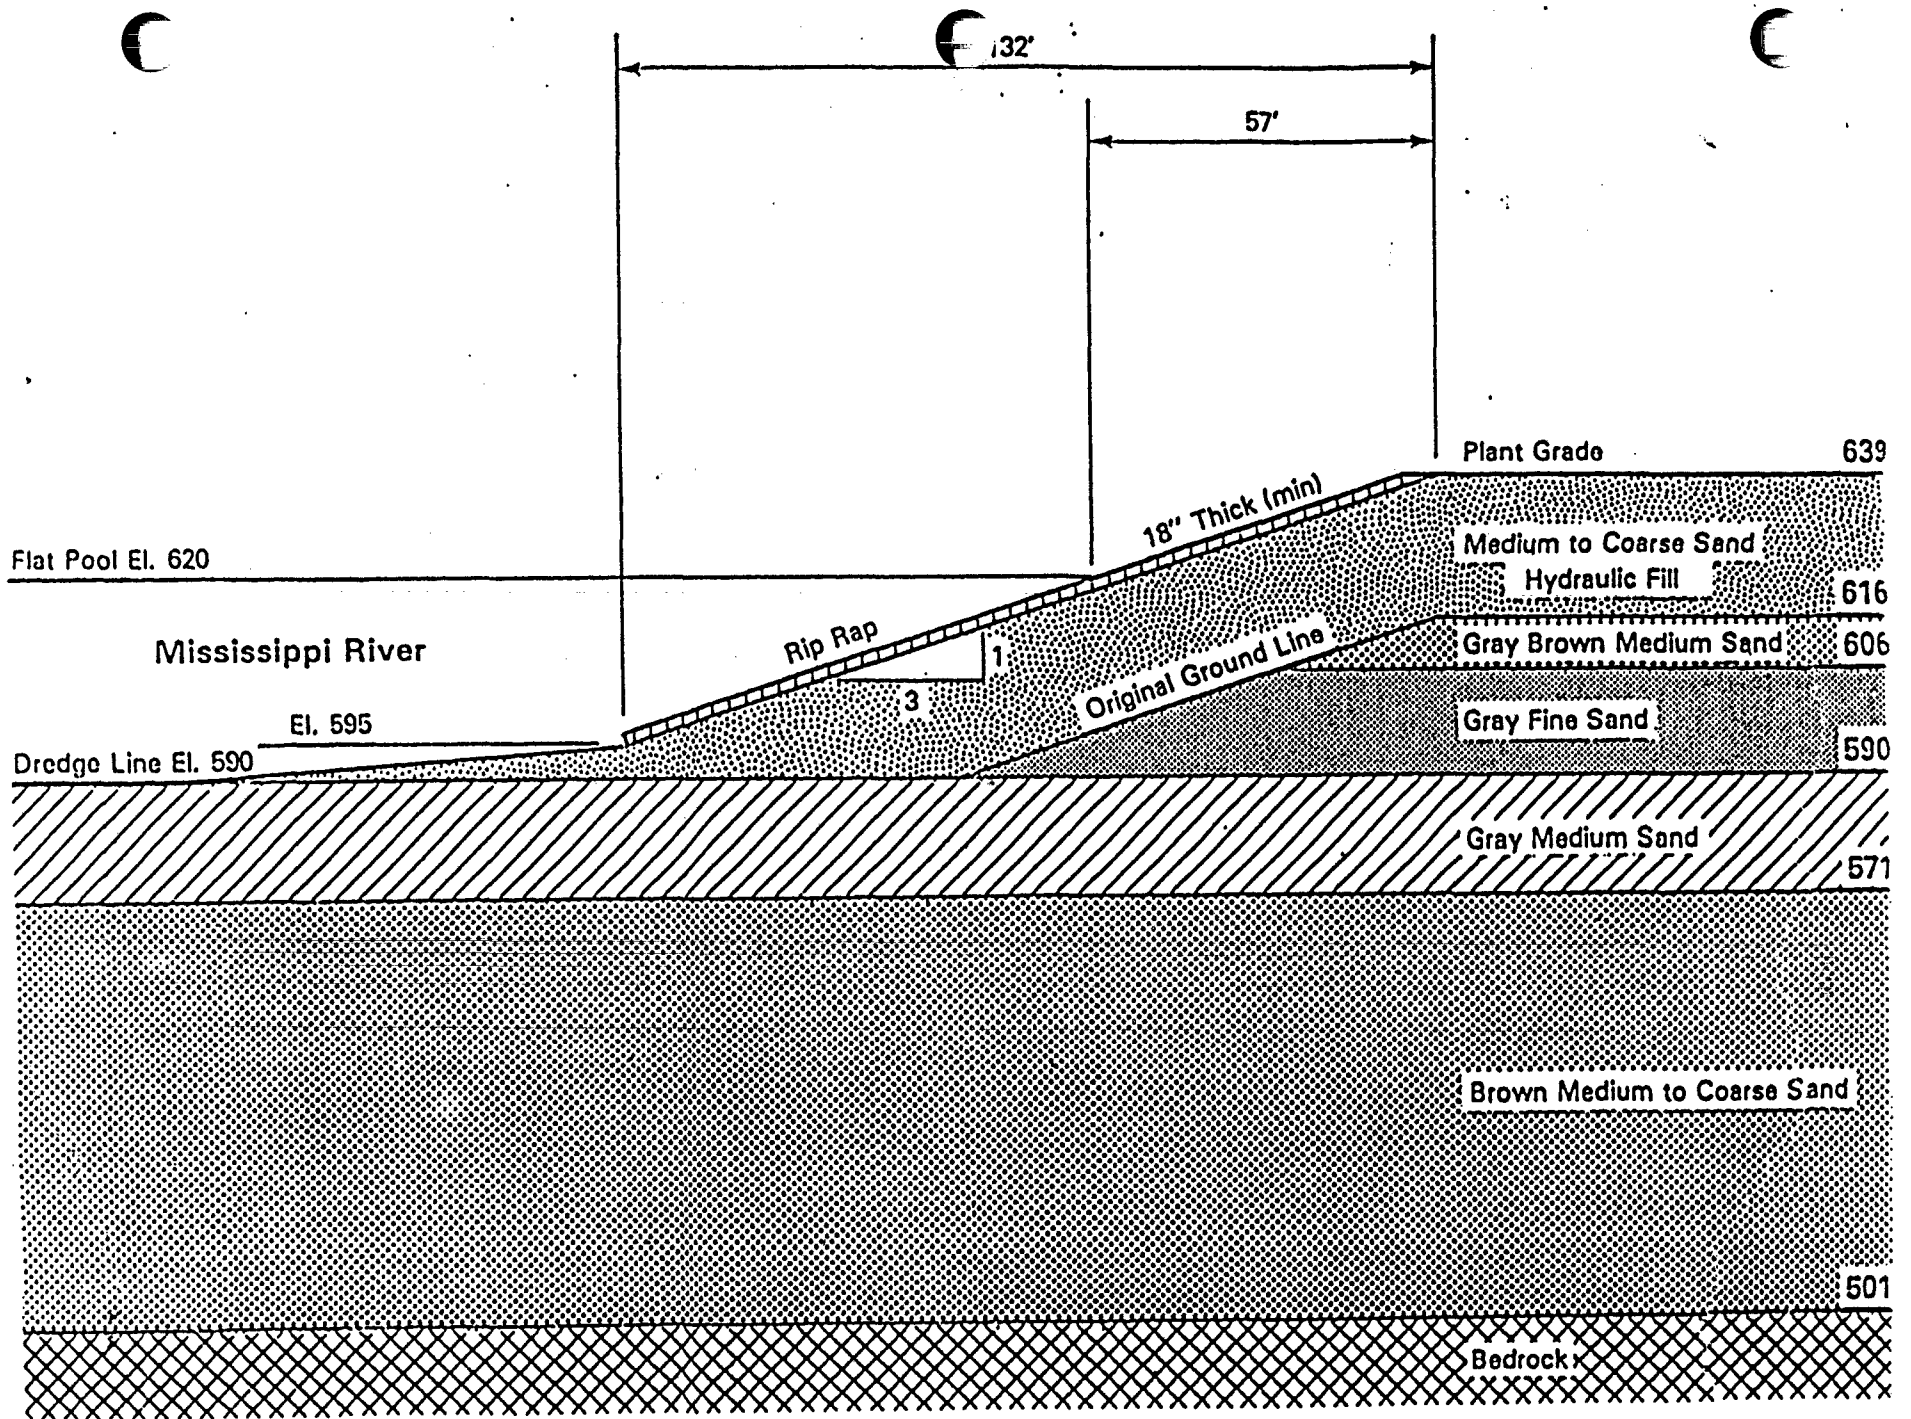 132'
57'
Plant Grade 639
18" Thick (min)
Medium to Coarse Sand
Hydraulic Fill
Flat Pool El. 620
616
Rip Rap
Original Ground Line
Mississippi River
1
3
Gray Brown Medium Sand 606
Gray Fine Sand
El. 595
Dredge Line El. 590
590
Gray Medium Sand
571
Brown Medium to Coarse Sand
501
Bedrock